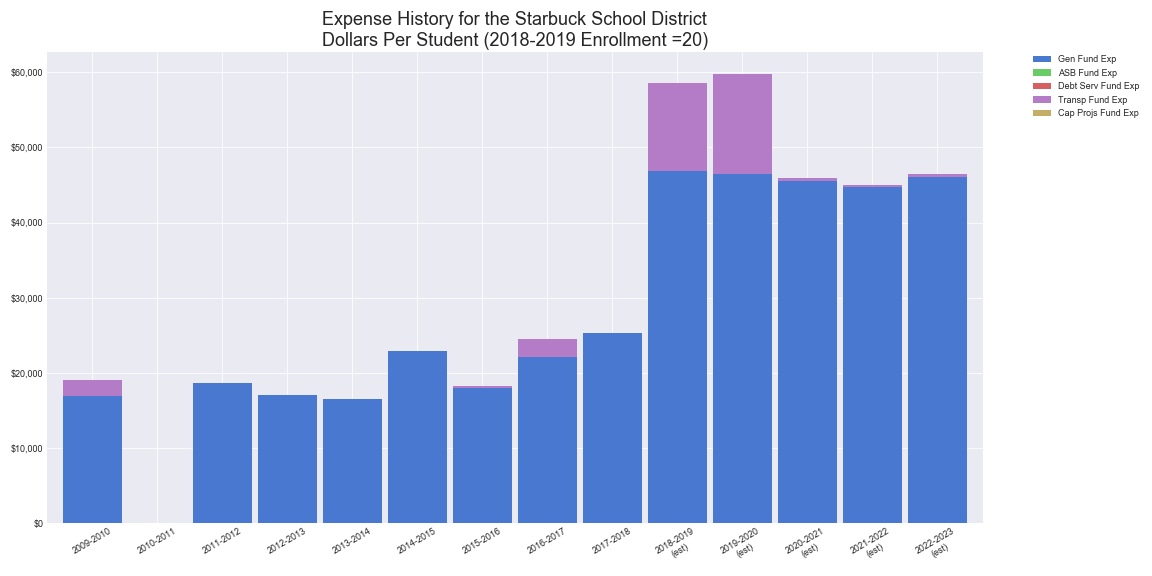 Expense History for the Starbuck School District
Dollars Per Student (2018-2019 Enrollment =20)
$60,000
$50,000
$40,000
$30,000
$20,000
$10,000
$0
2009-2010
2010-2011
2011-2012
2012-2013
2013-2014
2014-2015
2015-2016
2016-2017
2017-2018
2018-2019
(est)
2019-2020
(est)
2020-2021
(est)
2021-2022
(est)
2022-2023
(est)
Gen Fund Exp
ASB Fund Exp
Debt Serv Fund Exp
Transp Fund Exp
Cap Projs Fund Exp